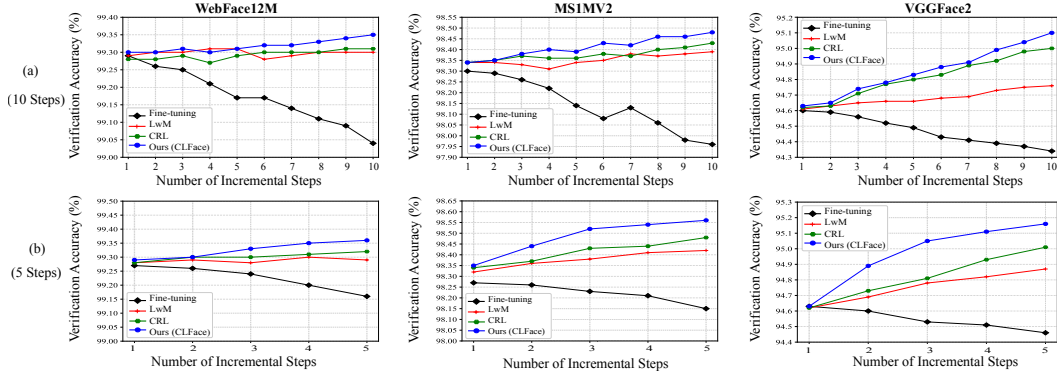 WebFace12M
MS1MV2
VGGFace2
(a)
(10 Steps)
Verification Accuracy (%)
99.40
99.35
99.30
99.25
99.20
99.15
99.10
99.05
99.00
Fine-tuning
LwM
CRL
Ours (CLFace)
1 2 3 4 5 6 7 8 9 10
Number of Incremental Steps
Verification Accuracy (%)
98.55
98.50
98.45
98.40
98.35
98.30
98.25
98.20
98.15
98.10
98.05
98.00
97.95
97.90
Fine-tuning
LwM
CRL
Ours (CLFace)
1 2 3 4 5 6 7 8 9 10
Number of Incremental Steps
Verification Accuracy (%)
95.2
95.1
95.0
94.9
94.8
94.7
94.6
94.5
94.4
94.3
Fine-tuning
LwM
CRL
Ours (CLFace)
1 2 3 4 5 6 7 8 9 10
Number of Incremental Steps
(b)
(5 Steps)
Verification Accuracy (%)
99.50
99.45
99.40
99.35
99.30
99.25
99.20
99.15
99.10
99.05
99.00
Fine-tuning
LwM
CRL
Ours (CLFace)
1 2 3 4 5
Number of Incremental Steps
Verification Accuracy (%)
98.65
98.60
98.55
98.50
98.45
98.40
98.35
98.30
98.25
98.20
98.15
98.10
98.05
98.00
Fine-tuning
LwM
CRL
Ours (CLFace)
1 2 3 4 5
Number of Incremental Steps
Verification Accuracy (%)
95.3
95.2
95.1
95.0
94.9
94.8
94.7
94.6
94.5
94.4
Fine-tuning
LwM
CRL
Ours (CLFace)
1 2 3 4 5
Number of Incremental Steps